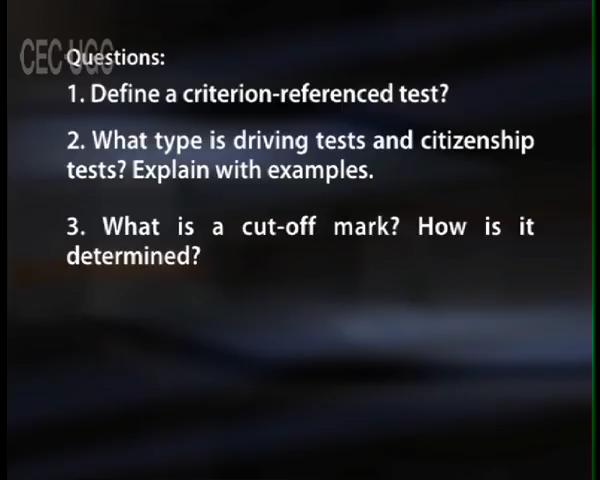 CEC-UGC
Questions:
1. Define a criterion-referenced test?
2. What type is driving tests and citizenship
tests? Explain with examples.
3. What is a cut-off mark? How is it
determined?